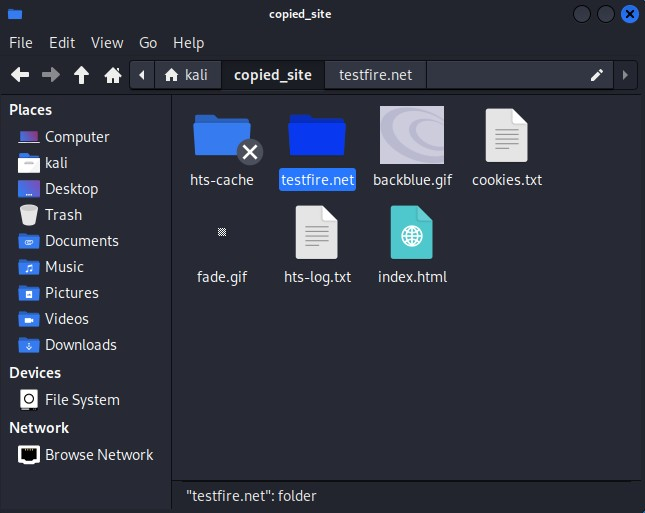 copied_site
File Edit View Go Help
kali copied_site testfire.net
Places
Computer
kali
Desktop
Trash
Documents
Music
Pictures
Videos
Downloads
Devices
File System
Network
Browse Network
hts-cache testfire.net backblue.gif cookies.txt
fade.gif hts-log.txt index.html
"testfire.net": folder